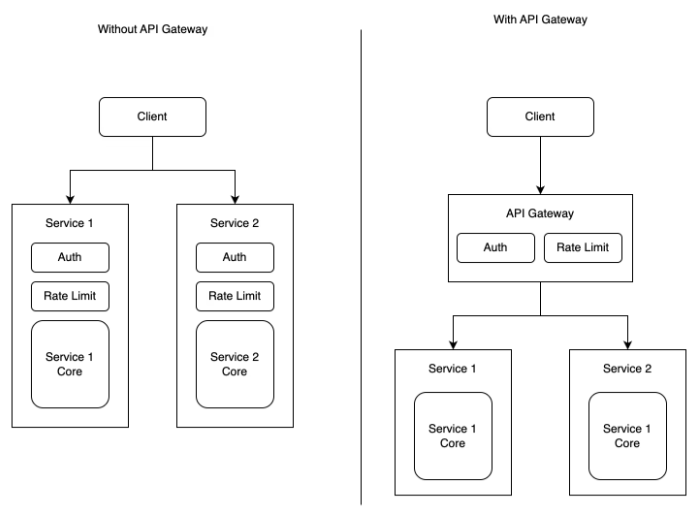 Without API Gateway
Client
Service 1
Auth
Rate Limit
Service 1
Core
Service 2
Auth
Rate Limit
Service 2
Core
With API Gateway
Client
API Gateway
Auth
Rate Limit
Service 1
Service 1
Core
Service 2
Service 1
Core